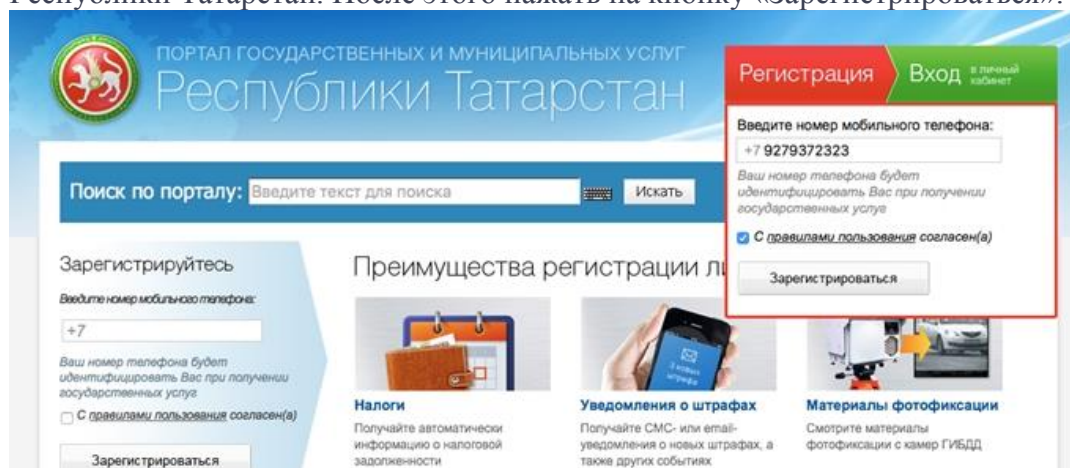 Республики Татарстан. После этого нажать на кнопку «Зарегистрироваться».
ПОРТАЛ ГОСУДАРСТВЕННЫХ И МУНИЦИПАЛЬНЫХ УСЛУГ
Республики Татарстан
Регистрация
Вход в личный кабинет
Введите номер мобильного телефона:
+7 9279372323
Ваш номер телефона будет
идентифицировать Вас при получении
государственных услуг
С правилами пользования согласен(а)
Зарегистрироваться
Поиск по порталу: Введите текст для поиска Искать
Зарегистрируйтесь
Введите номер мобильного телефона:
+7
Ваш номер телефона будет
идентифицировать Вас при получении
государственных услуг
С правилами пользования согласен(а)
Зарегистрироваться
Преимущества регистрации
Налоги
Получайте автоматически
информацию о налоговой
задолженности
3 новых
штрафа
Уведомления о штрафах
Получайте СМС- или email-
уведомления о новых штрафах, а
также других событиях
Материалы фотофиксации
Смотрите материалы
фотофиксации с камер ГИБДД